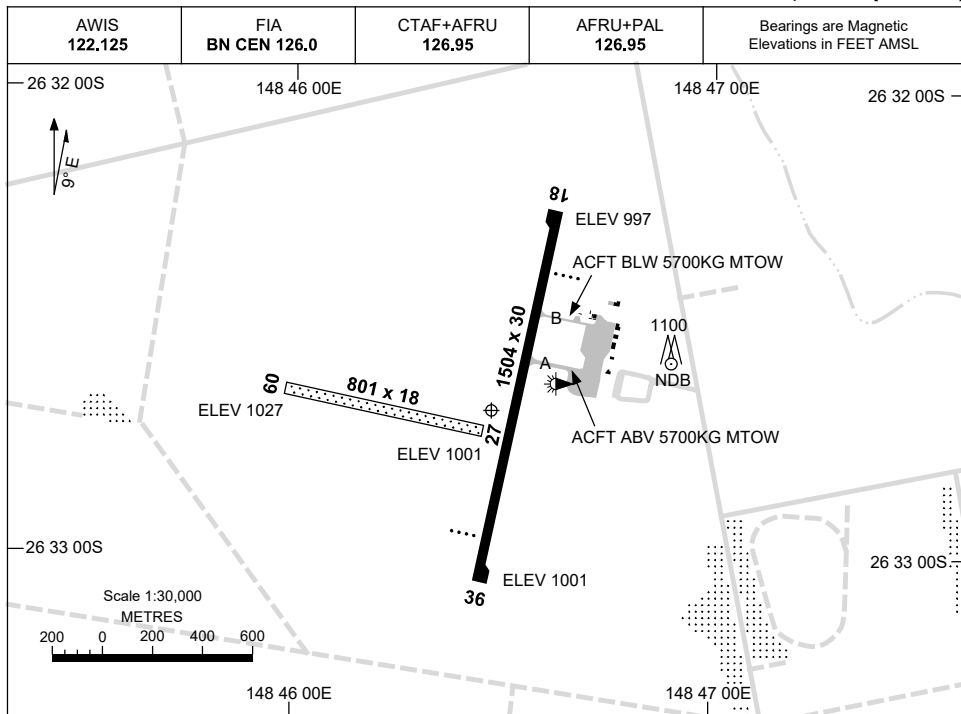 AWIS
122.125
FIA
BN CEN 126.0
CTAF+AFRU
126.95
AFRU+PAL
126.95
Bearings are Magnetic
Elevations in FEET AMSL
26 32 00S
148 46 00E
148 47 00E
26 32 00S
9° E
18
ELEV 997
ACFT BLW 5700KG MTOW
B
1504 x 30
1100
NDB
A
09
801 x 18
ELEV 1027
27
ELEV 1001
ACFT ABV 5700KG MTOW
26 33 00S
26 33 00S
ELEV 1001
36
Scale 1:30,000
METRES
200 0 200 400 600
148 46 00E
148 47 00E